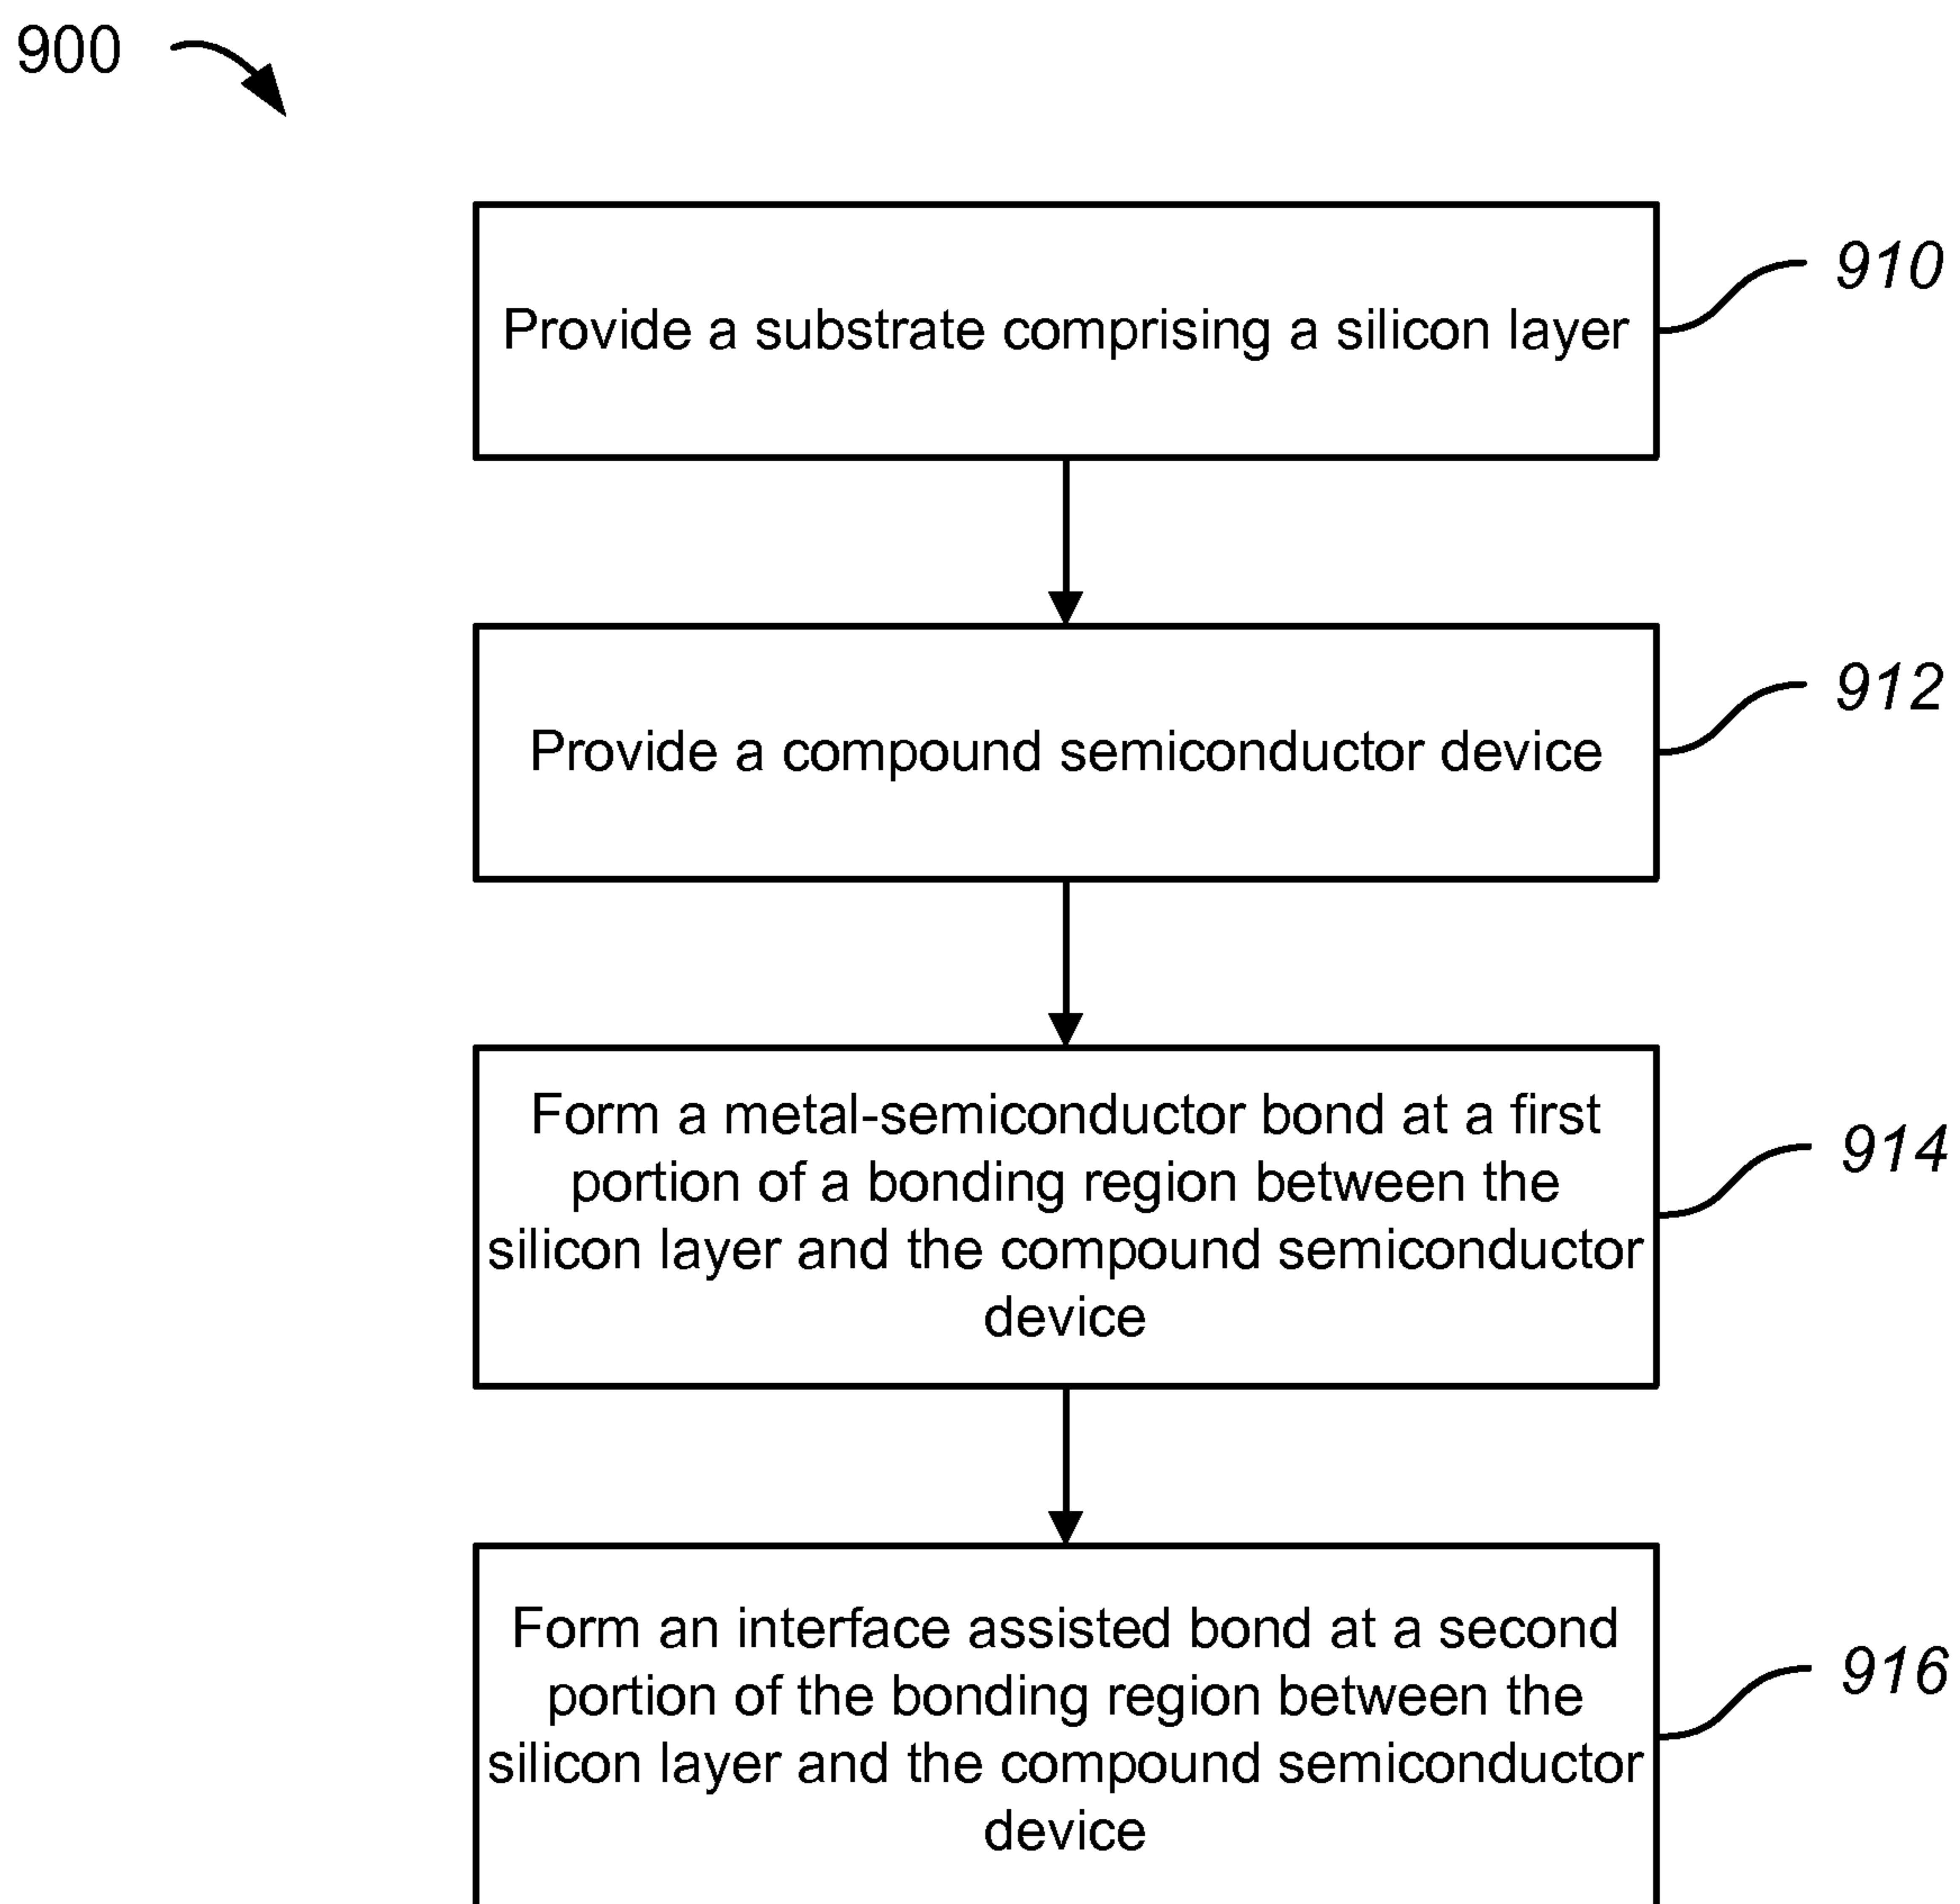 900
Provide a substrate comprising a silicon layer
910
Provide a compound semiconductor device
912
Form a metal-semiconductor bond at a first
portion of a bonding region between the
silicon layer and the compound semiconductor
device
914
Form an interface assisted bond at a second
portion of the bonding region between the
silicon layer and the compound semiconductor
device
916